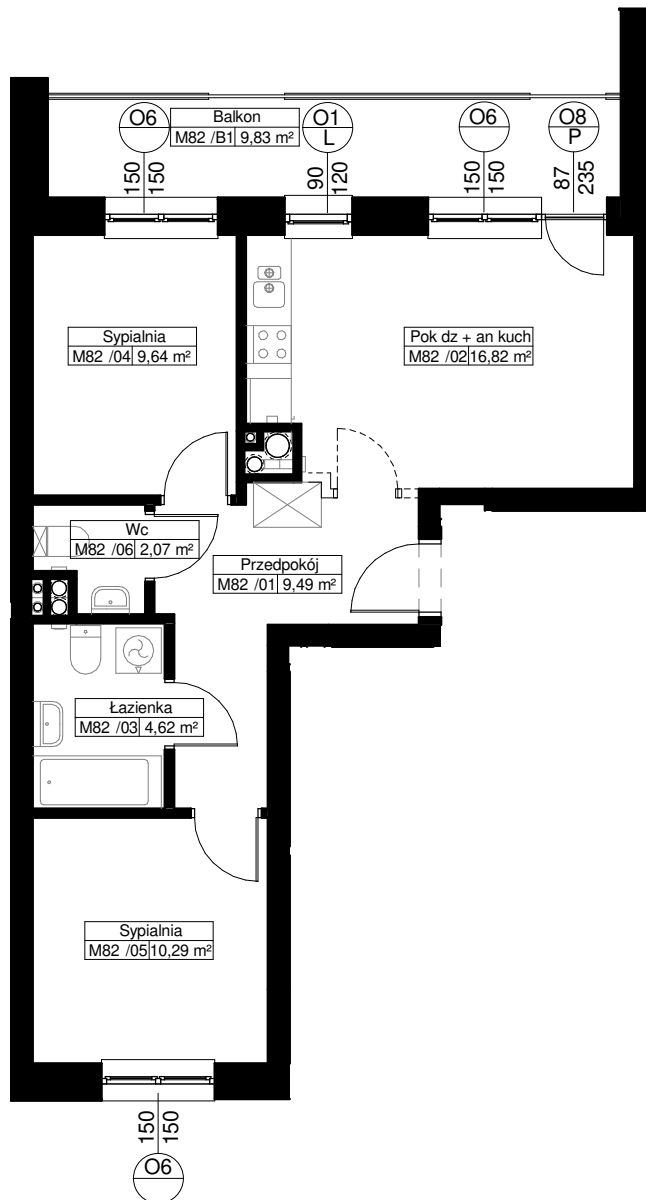 O6
Balkon
M82 /B1 9,83 m²
O1
L
O6
O8
P
150
150
90
120
150
150
87
235
Sypialnia
M82 /04 9,64 m²
Pok dz + an kuch
M82 /02 16,82 m²
Wc
M82 /06 2,07 m²
Przedpokój
M82 /01 9,49 m²
Łazienka
M82 /03 4,62 m²
Sypialnia
M82 /05 10,29 m²
150
150
O6